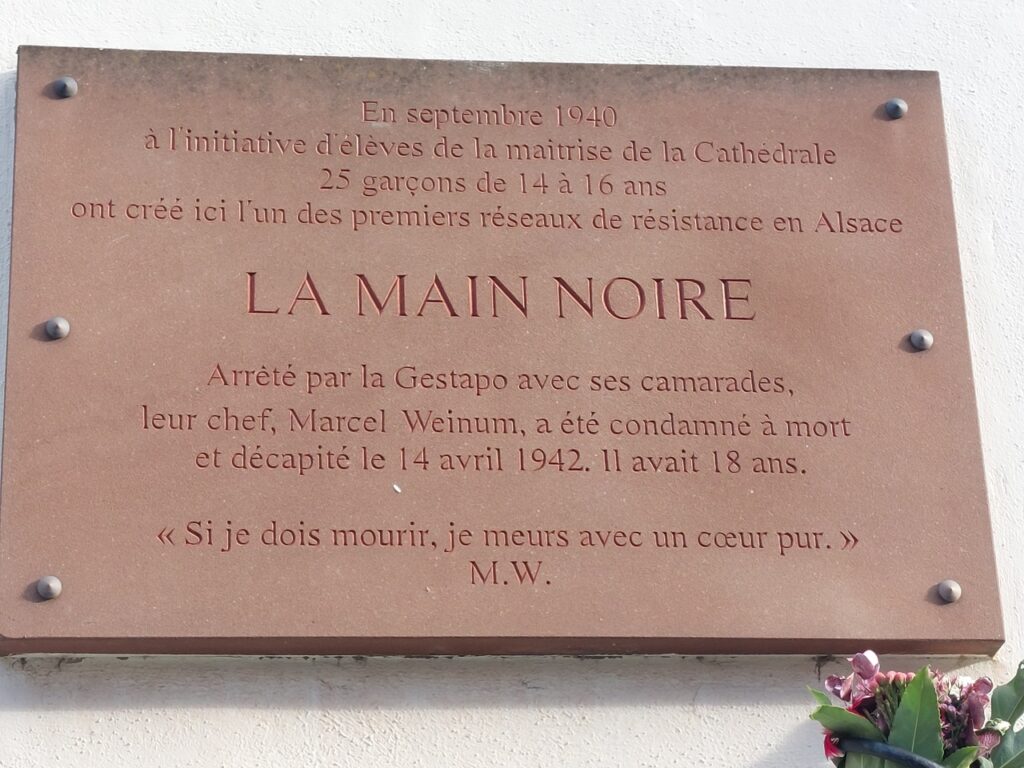 En septembre 1940
à l'initiative d'élèves de la maitrise de la Cathédrale
25 garçons de 14 à 16 ans
ont créé ici l'un des premiers réseaux de résistance en Alsace
LA MAIN NOIRE
Arrêté par la Gestapo avec ses camarades,
leur chef, Marcel Weinum, a été condamné à mort
et décapité le 14 avril 1942. Il avait 18 ans.
« Si je dois mourir, je meurs avec un cœur pur. »
M.W.